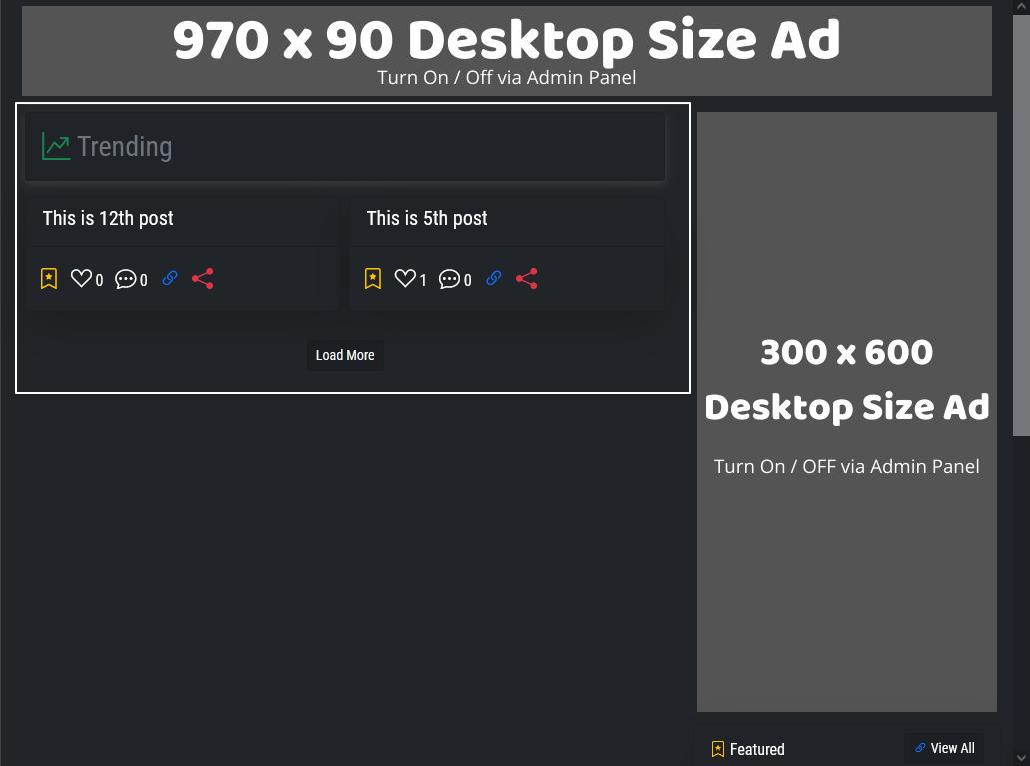 970 x 90 Desktop Size Ad
Turn On / Off via Admin Panel
Trending
This is 12th post
0 0
This is 5th post
1 0
Load More
300 x 600
Desktop Size Ad
Turn On / OFF via Admin Panel
Featured
View All